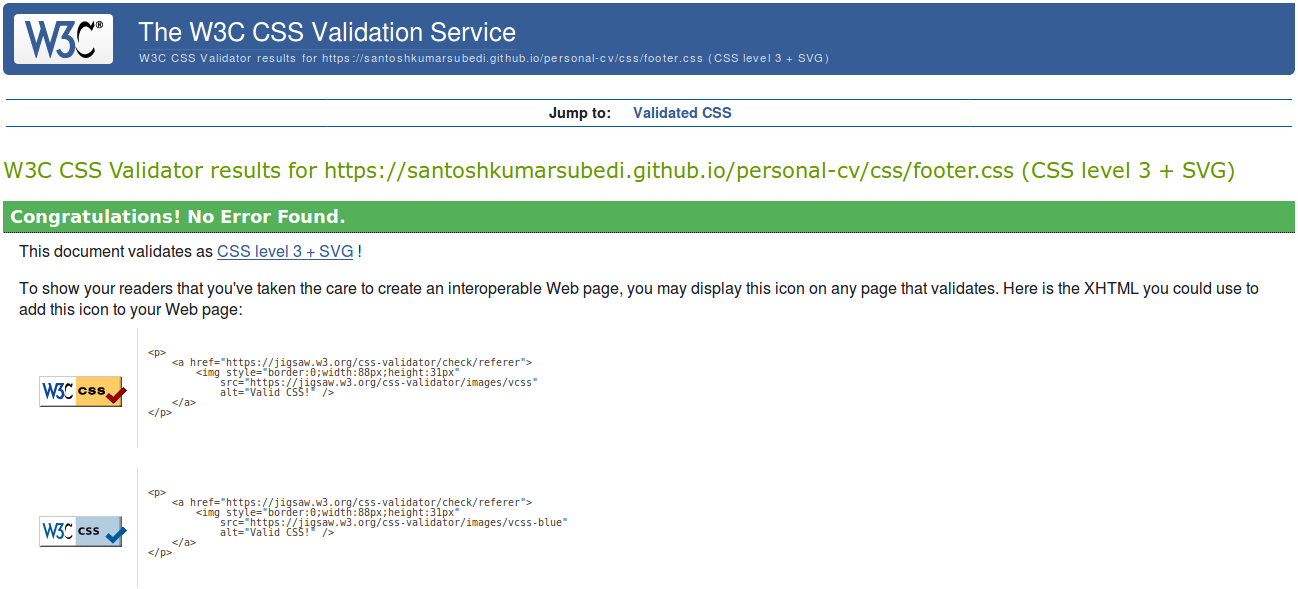 W3C®
The W3C CSS Validation Service
W3C CSS Validator results for https://santoshkumarsubedi.github.io/personal-cv/css/footer.css (CSS level 3 + SVG)
Jump to: Validated CSS
W3C CSS Validator results for https://santoshkumarsubedi.github.io/personal-cv/css/footer.css (CSS level 3 + SVG)
Congratulations! No Error Found.
This document validates as CSS level 3 + SVG !
To show your readers that you've taken the care to create an interoperable Web page, you may display this icon on any page that validates. Here is the XHTML you could use to
add this icon to your Web page:
W3C css
<p>
<a href="https://jigsaw.w3.org/css-validator/check/referer">
<img style="border:0;width:88px;height:31px"
src="https://jigsaw.w3.org/css-validator/images/vcss"
alt="Valid CSS!" />
</a>
</p>
W3C css
<p>
<a href="https://jigsaw.w3.org/css-validator/check/referer">
<img style="border:0;width:88px;height:31px"
src="https://jigsaw.w3.org/css-validator/images/vcss-blue"
alt="Valid CSS!" />
</a>
</p>